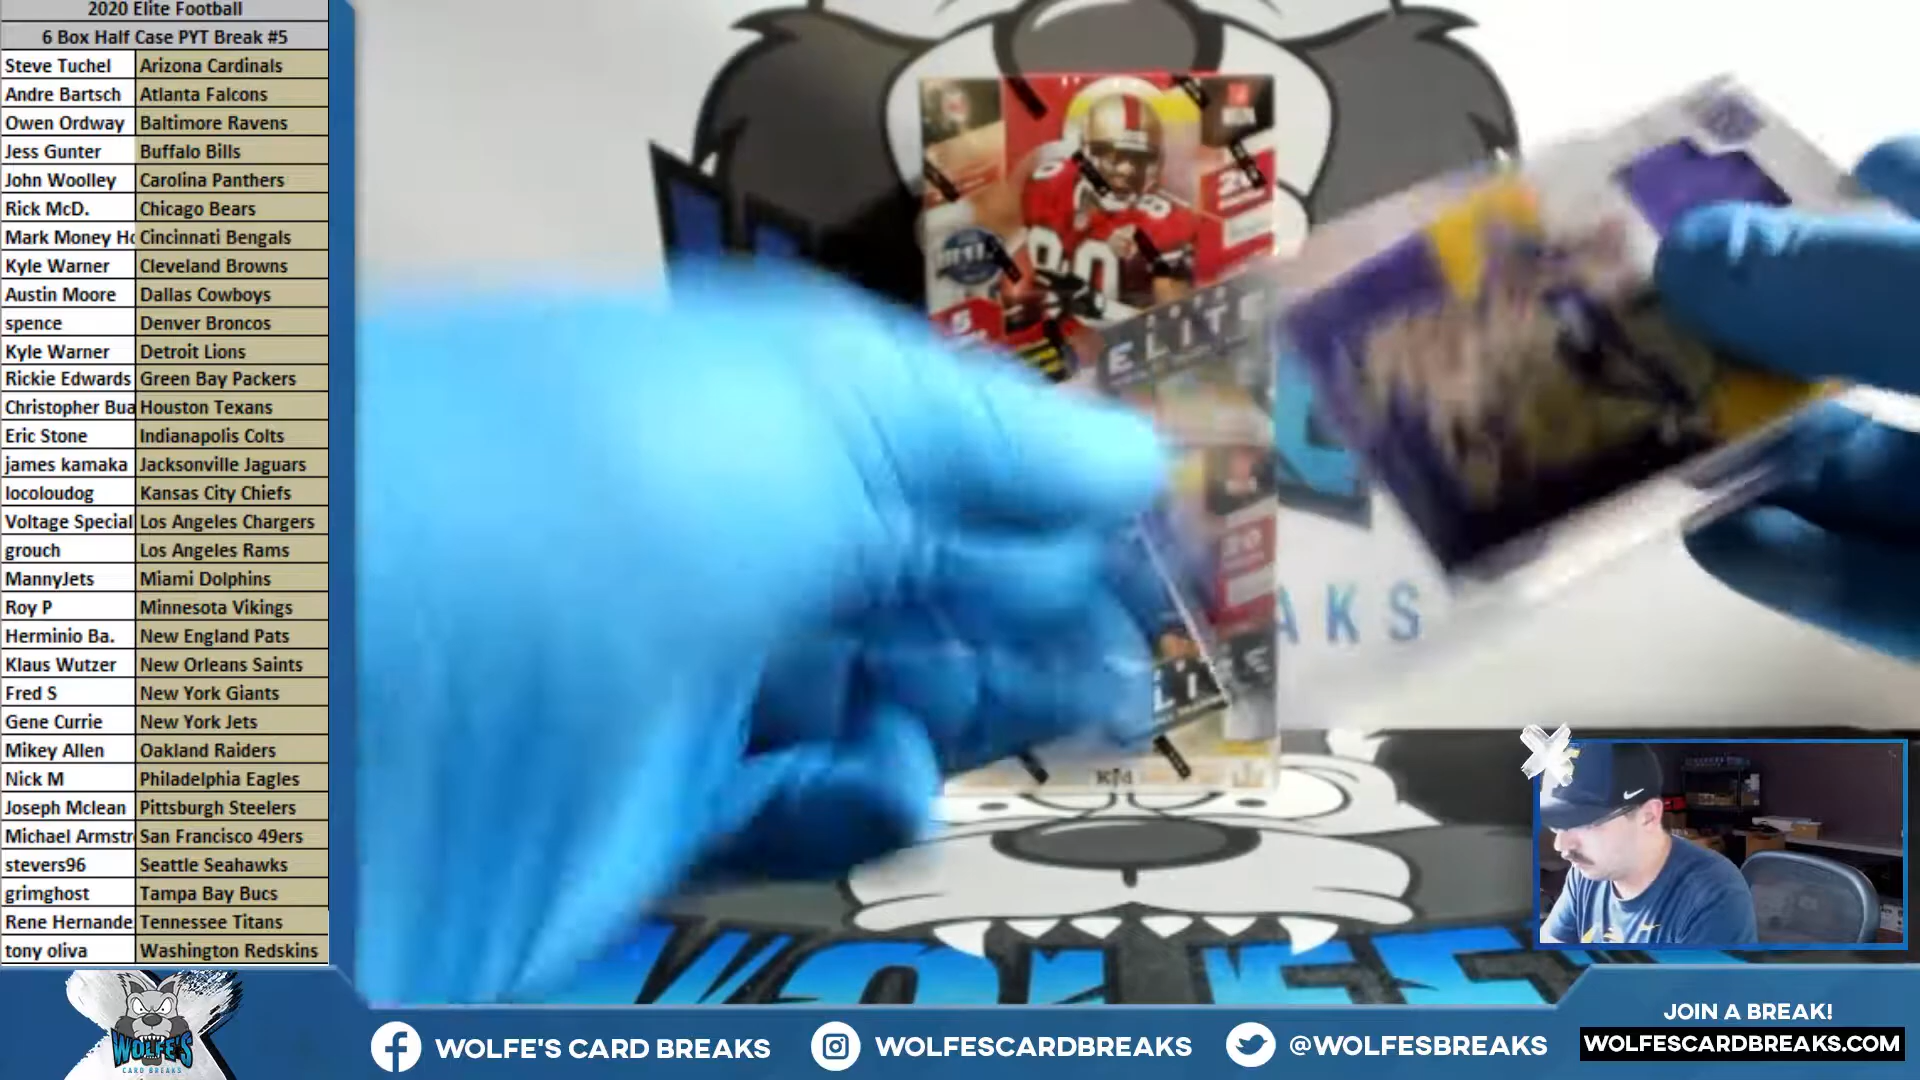 2020 Elite Football
6 Box Half Case PYT Break #5
Steve Tuchel Arizona Cardinals
Andre Bartsch Atlanta Falcons
Owen Ordway Baltimore Ravens
Jess Gunter Buffalo Bills
John Woolley Carolina Panthers
Rick McD. Chicago Bears
Mark Money Ho Cincinnati Bengals
Kyle Warner Cleveland Browns
Austin Moore Dallas Cowboys
spence Denver Broncos
Kyle Warner Detroit Lions
Rickie Edwards Green Bay Packers
Christopher Bua Houston Texans
Eric Stone Indianapolis Colts
james kamaka Jacksonville Jaguars
locoloudog Kansas City Chiefs
Voltage Special Los Angeles Chargers
grouch Los Angeles Rams
MannyJets Miami Dolphins
Roy P Minnesota Vikings
Herminio Ba. New England Pats
Klaus Wutzer New Orleans Saints
Fred S New York Giants
Gene Currie New York Jets
Mikey Allen Oakland Raiders
Nick M Philadelphia Eagles
Joseph Mclean Pittsburgh Steelers
Michael Armstr San Francisco 49ers
stevers96 Seattle Seahawks
grimghost Tampa Bay Bucs
Rene Hernande Tennessee Titans
tony oliva Washington Redskins
ELITE
20
AKS
WOLFE'S
WOLFE'S
CARD BREAKS
WOLFE'S CARD BREAKS
WOLFESCARDBREAKS
@WOLFESBREAKS
JOIN A BREAK!
WOLFESCARDBREAKS.COM